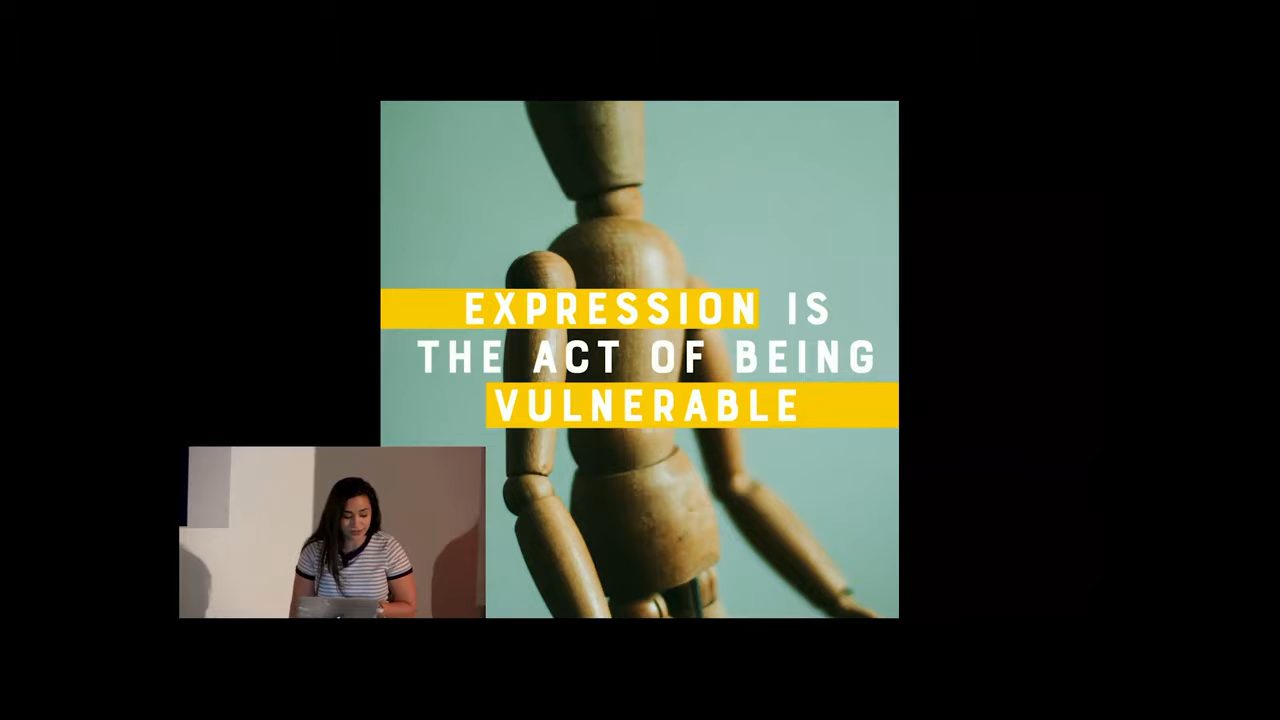 EXPRESSION IS
THE ACT OF BEING
VULNERABLE